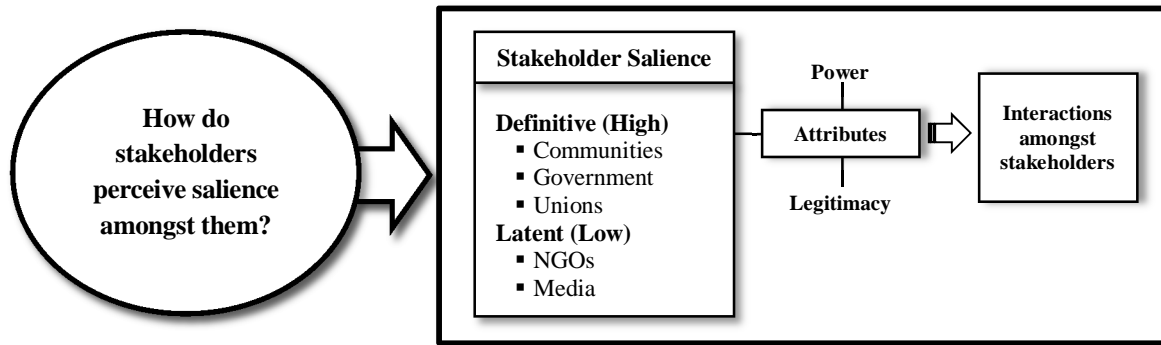 How do
stakeholders
perceive salience
amongst them?
Stakeholder Salience
Definitive (High)
▪ Communities
▪ Government
▪ Unions
Latent (Low)
▪ NGOs
▪ Media
Power
Attributes
Legitimacy
Interactions
amongst
stakeholders